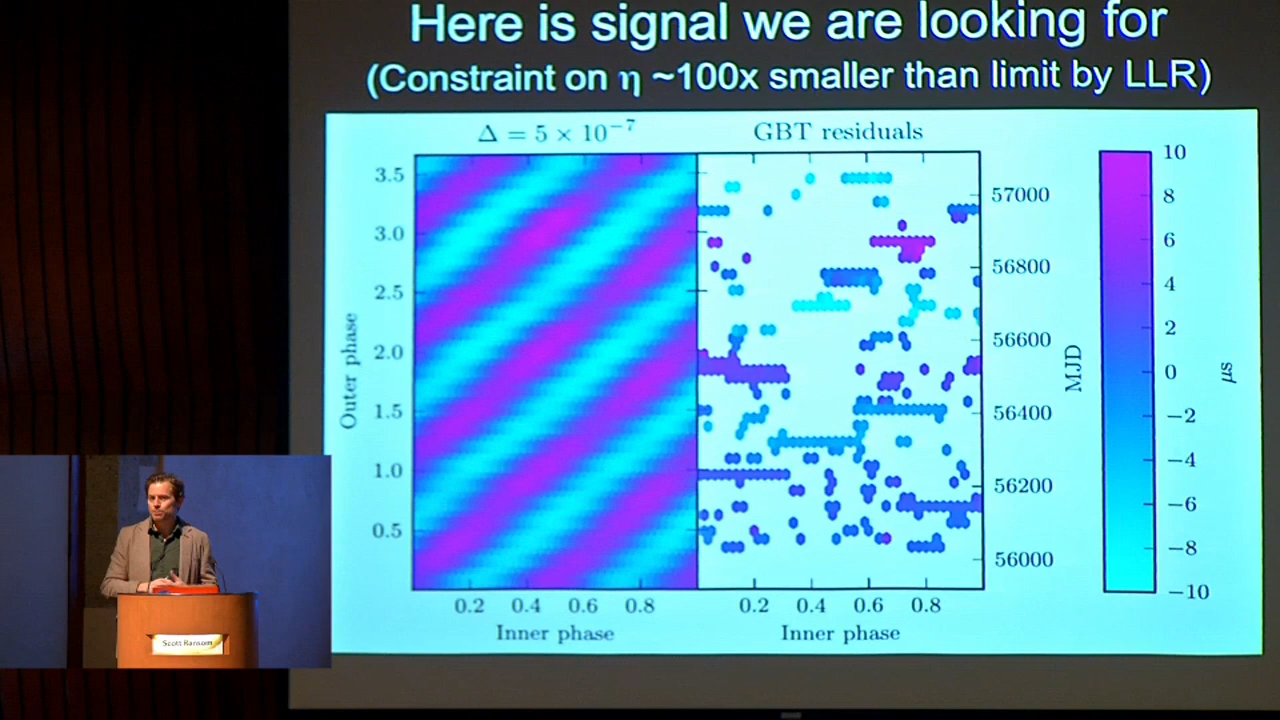 Here is signal we are looking for
(Constraint on η ~100x smaller than limit by LLR)
Δ = 5 × 10⁻⁷
GBT residuals
Outer phase
3.5
3.0
2.5
2.0
1.5
1.0
0.5
0.2 0.4 0.6 0.8
Inner phase
0.2 0.4 0.6 0.8
Inner phase
57000
56800
56600
56400
56200
56000
MJD
10
8
6
4
2
0
−2
−4
−6
−8
−10
μs
Scott Ransom